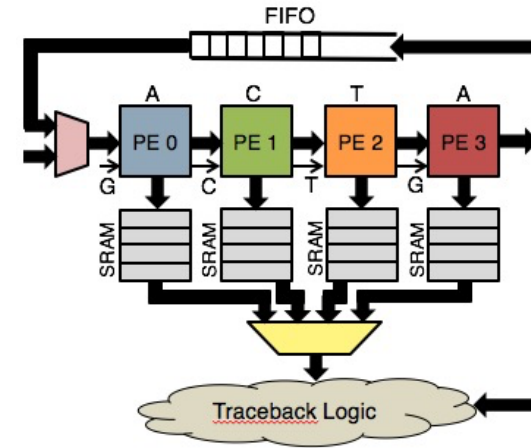 FIFO
A C T A
PE 0 PE 1 PE 2 PE 3
G C T G
SRAM SRAM SRAM SRAM
Traceback Logic